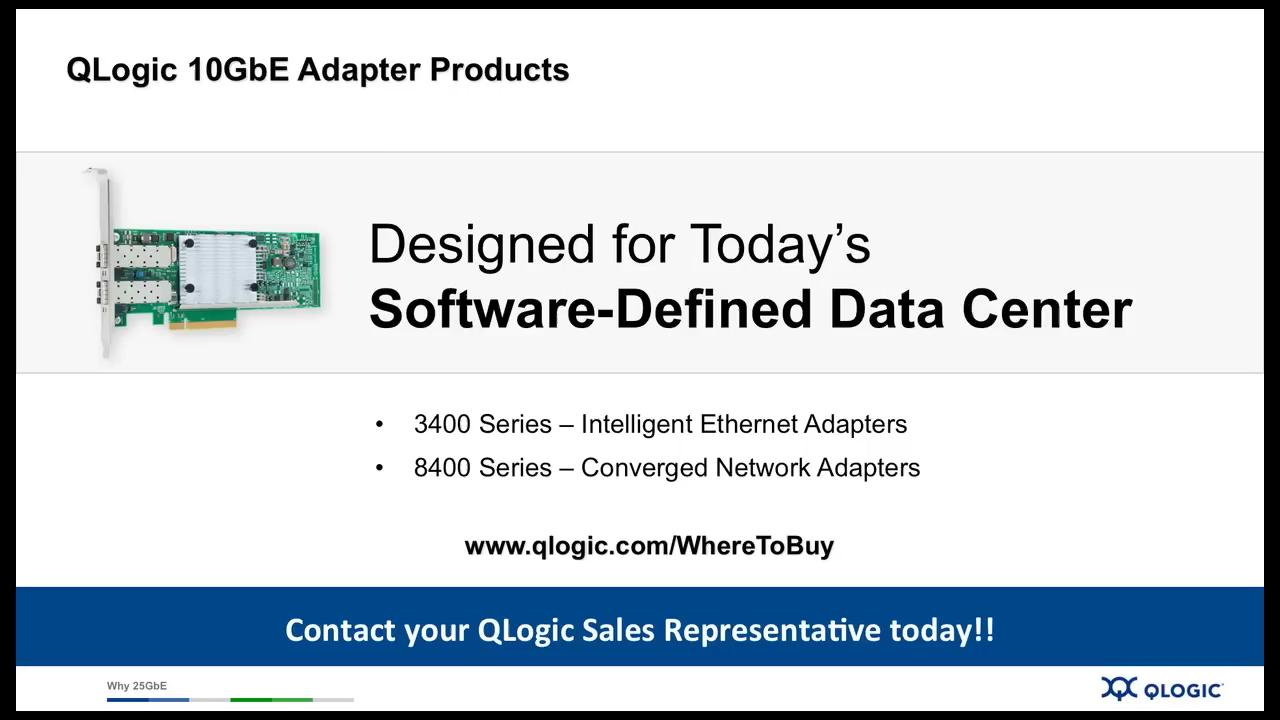 QLogic 10GbE Adapter Products
Designed for Today’s
Software-Defined Data Center
• 3400 Series – Intelligent Ethernet Adapters
• 8400 Series – Converged Network Adapters
www.qlogic.com/WhereToBuy
Contact your QLogic Sales Representative today!!
Why 25GbE
QLOGIC